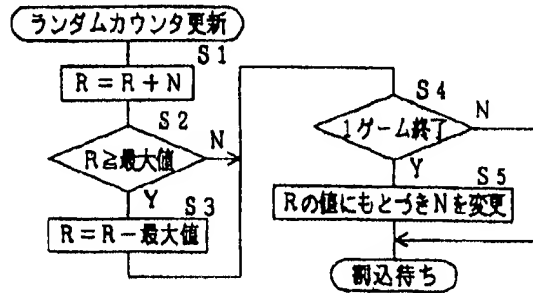 ランダムカウンタ更新
S1
R=R+N
S2
R≧最大値
N
Y
S3
R=R-最大値
S4
1ゲーム終了
N
Y
S5
Rの値にもとづきNを変更
割込待ち